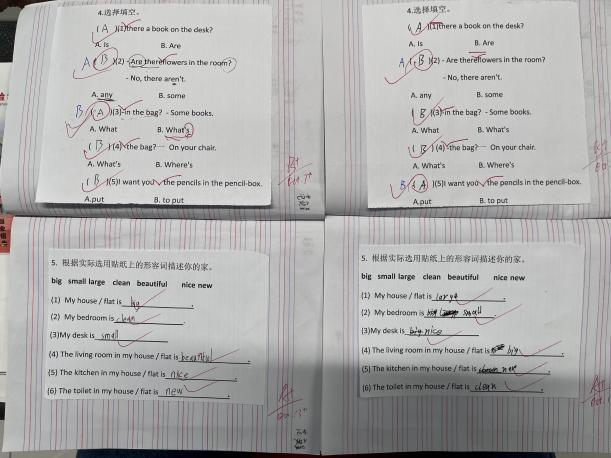 4.选择填空。
( A )(1) there a book on the desk?
A. Is B. Are
A ( B )(2) - Are there flowers in the room?
- No, there aren't.
A. any B. some
B ( A )(3)-in the bag? - Some books.
A. What B. What's
( B )(4)-the bag?— On your chair.
A. What's B. Where's
( B )(5)I want you the pencils in the pencil-box.
A.put B. to put
4.选择填空。
( A )(1) there a book on the desk?
A. Is B. Are
A ( B )(2) - Are there flowers in the room?
- No, there aren't.
A. any B. some
( B )(3)-in the bag? - Some books.
A. What B. What's
( B )(4)-the bag?— On your chair.
A. What's B. Where's
B ( A )(5)I want you the pencils in the pencil-box.
A.put B. to put
5. 根据实际选用贴纸上的形容词描述你的家。
big small large clean beautiful nice new
(1) My house / flat is big.
(2) My bedroom is clean.
(3)My desk is small.
(4) The living room in my house / flat is beautiful.
(5) The kitchen in my house / flat is nice.
(6) The toilet in my house / flat is new.
5. 根据实际选用贴纸上的形容词描述你的家。
big small large clean beautiful nice new
(1) My house / flat is large.
(2) My bedroom is small.
(3)My desk is nice.
(4) The living room in my house / flat is big.
(5) The kitchen in my house / flat is new.
(6) The toilet in my house / flat is clean.